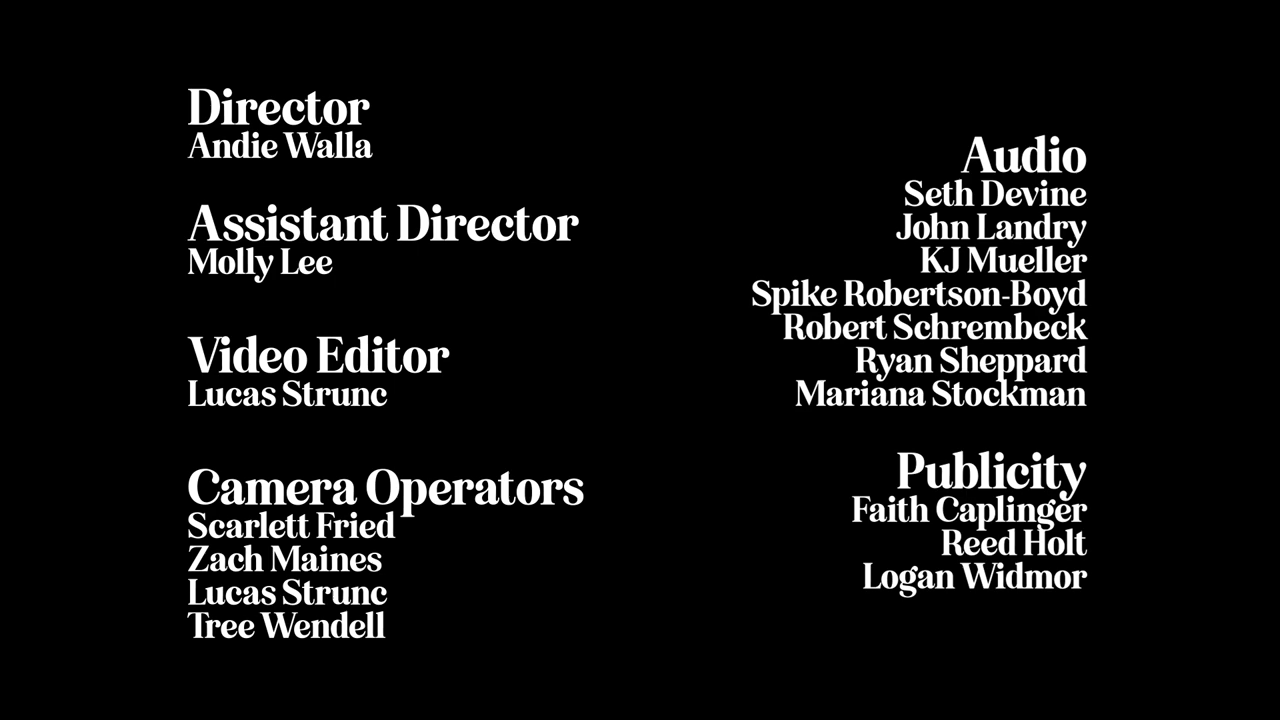 Director
Andie Walla
Assistant Director
Molly Lee
Video Editor
Lucas Strunc
Camera Operators
Scarlett Fried
Zach Maines
Lucas Strunc
Tree Wendell
Audio
Seth Devine
John Landry
KJ Mueller
Spike Robertson-Boyd
Robert Schrembeck
Ryan Sheppard
Mariana Stockman
Publicity
Faith Caplinger
Reed Holt
Logan Widmor